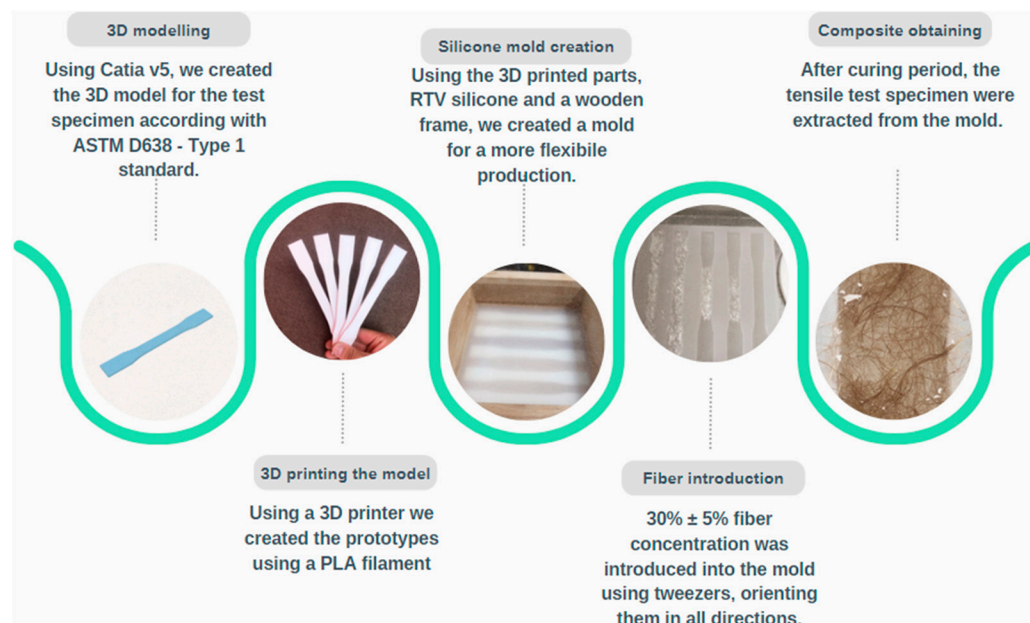 3D modelling
Using Catia v5, we created
the 3D model for the test
specimen according with
ASTM D638 - Type 1
standard.
3D printing the model
Using a 3D printer we
created the prototypes
using a PLA filament
Silicone mold creation
Using the 3D printed parts,
RTV silicone and a wooden
frame, we created a mold
for a more flexibile
production.
Fiber introduction
30% ± 5% fiber
concentration was
introduced into the mold
using tweezers, orienting
them in all directions.
Composite obtaining
After curing period, the
tensile test specimen were
extracted from the mold.